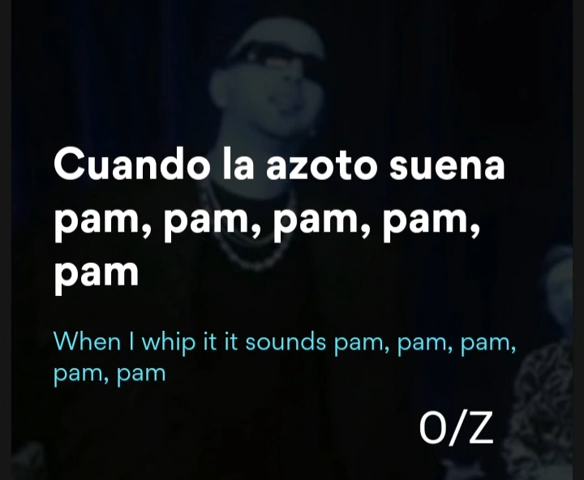 Cuando la azoto suena
pam, pam, pam, pam,
pam
When I whip it it sounds pam, pam, pam,
pam, pam
O/Z